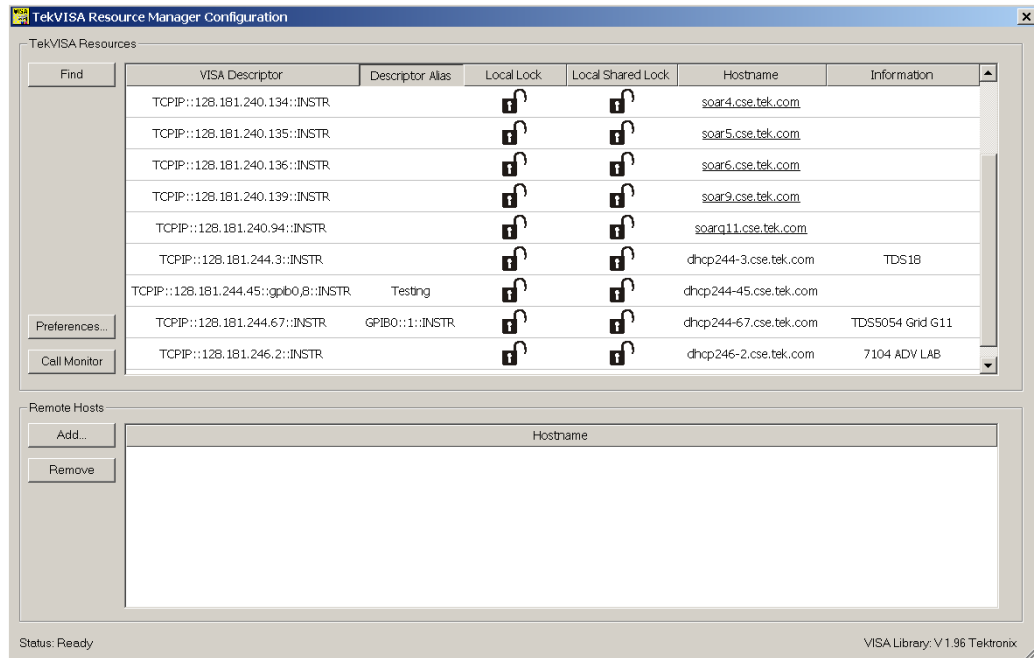 TekVISA Resource Manager Configuration
TekVISA Resources
Find
VISA Descriptor Descriptor Alias Local Lock Local Shared Lock Hostname Information
TCPIP::128.181.240.134::INSTR soar4.cse.tek.com
TCPIP::128.181.240.135::INSTR soar5.cse.tek.com
TCPIP::128.181.240.136::INSTR soar6.cse.tek.com
TCPIP::128.181.240.139::INSTR soar9.cse.tek.com
TCPIP::128.181.240.94::INSTR soarq11.cse.tek.com
TCPIP::128.181.244.3::INSTR dhcp244-3.cse.tek.com TDS18
TCPIP::128.181.244.45::gpib0,8::INSTR Testing dhcp244-45.cse.tek.com
Preferences... TCPIP::128.181.244.67::INSTR GPIB0::1::INSTR dhcp244-67.cse.tek.com TDS5054 Grid G11
Call Monitor TCPIP::128.181.246.2::INSTR dhcp246-2.cse.tek.com 7104 ADV LAB
Remote Hosts
Add... Hostname
Remove
Status: Ready VISA Library: V 1.96 Tektronix